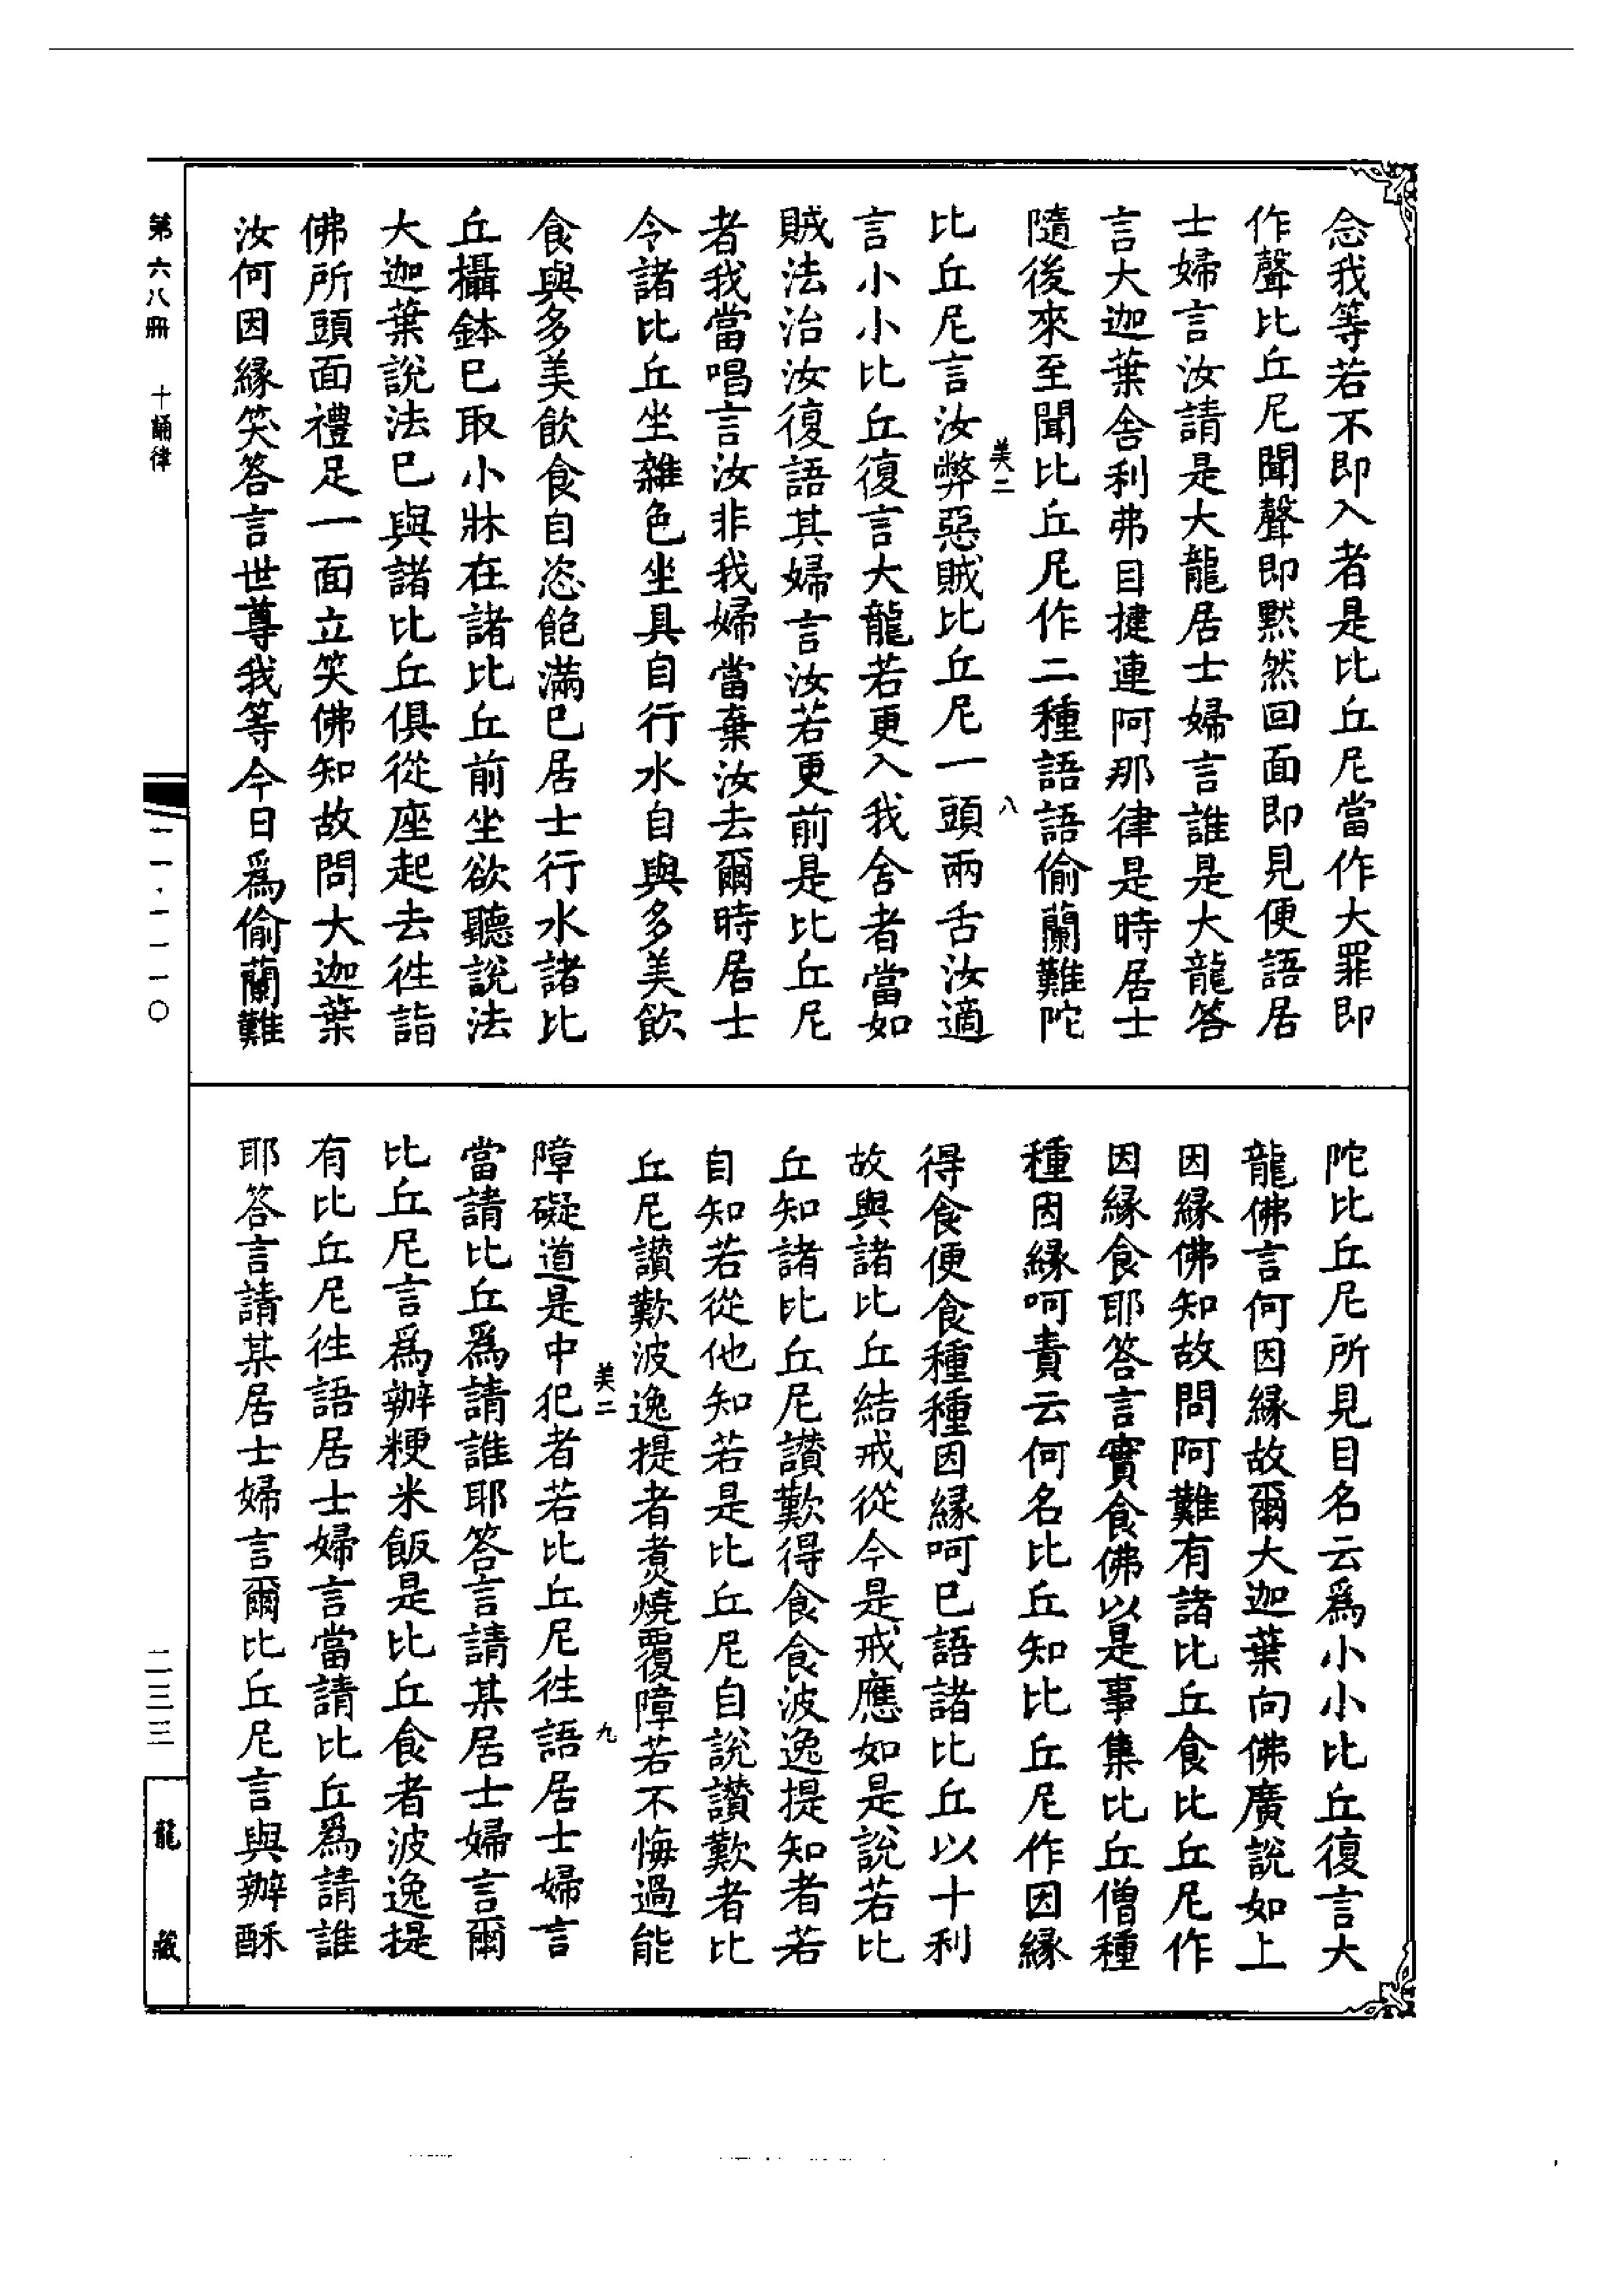 念我等若不即入者是比丘尼當作大罪即
作聲比丘尼聞聲即默然回面即見便語居
士婦言汝請是大龍居士婦言誰是大龍答
言大迦葉舍利弗目揵連阿那律是時居士
隨後來至聞比丘尼作二種語語偷蘭難陀
美二
八
比丘尼言汝弊惡賊比丘尼一頭兩舌汝適
言小小比丘復言大龍若更入我舍者當如
賊法治汝復語其婦言汝若更前是比丘尼
者我當唱言汝非我婦當棄汝去爾時居士
令諸比丘坐雜色坐具自行水自與多美飲
食與多美飲食自恣飽滿已居士行水諸比
丘攝鉢已取小牀在諸比丘前坐欲聽說法
大迦葉說法已與諸比丘俱從座起去徃詣
佛所頭面禮足一面立笑佛知故問大迦葉
汝何因緣笑答言世尊我等今日爲偷蘭難
陀比丘尼所見目名云爲小小比丘復言大
龍佛言何因緣故爾大迦葉向佛廣說如上
因緣佛知故問阿難有諸比丘食比丘尼作
因緣食耶答言實食佛以是事集比丘僧種
種因緣呵責云何名比丘知比丘尼作因緣
得食便食種種因緣呵已語諸比丘以十利
故與諸比丘結戒從今是戒應如是說若比
丘知諸比丘尼讃歎得食食波逸提知者若
自知若從他知若是比丘尼自說讃歎者比
丘尼讃歎波逸提者煑燒覆障若不悔過能
美二
九
障礙道是中犯者若比丘尼徃語居士婦言
當請比丘爲請誰耶答言請某居士婦言爾
比丘尼言爲辦粳米飯是比丘食者波逸提
有比丘尼徃語居士婦言當請比丘爲請誰
耶答言請某居士婦言爾比丘尼言與辦酥
第六八冊 十誦律
一一·一一一〇
二三三
龍藏